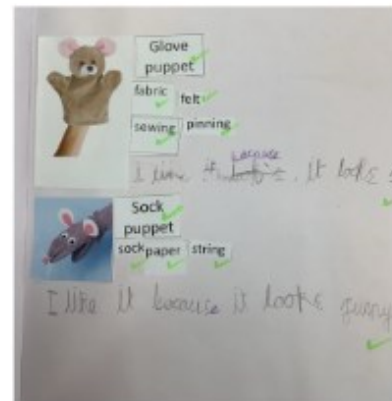 Glove
puppet
fabric felt
sewing pinning
because
I like it. it looks
Sock
puppet
sock paper string
I like it because it looks funny